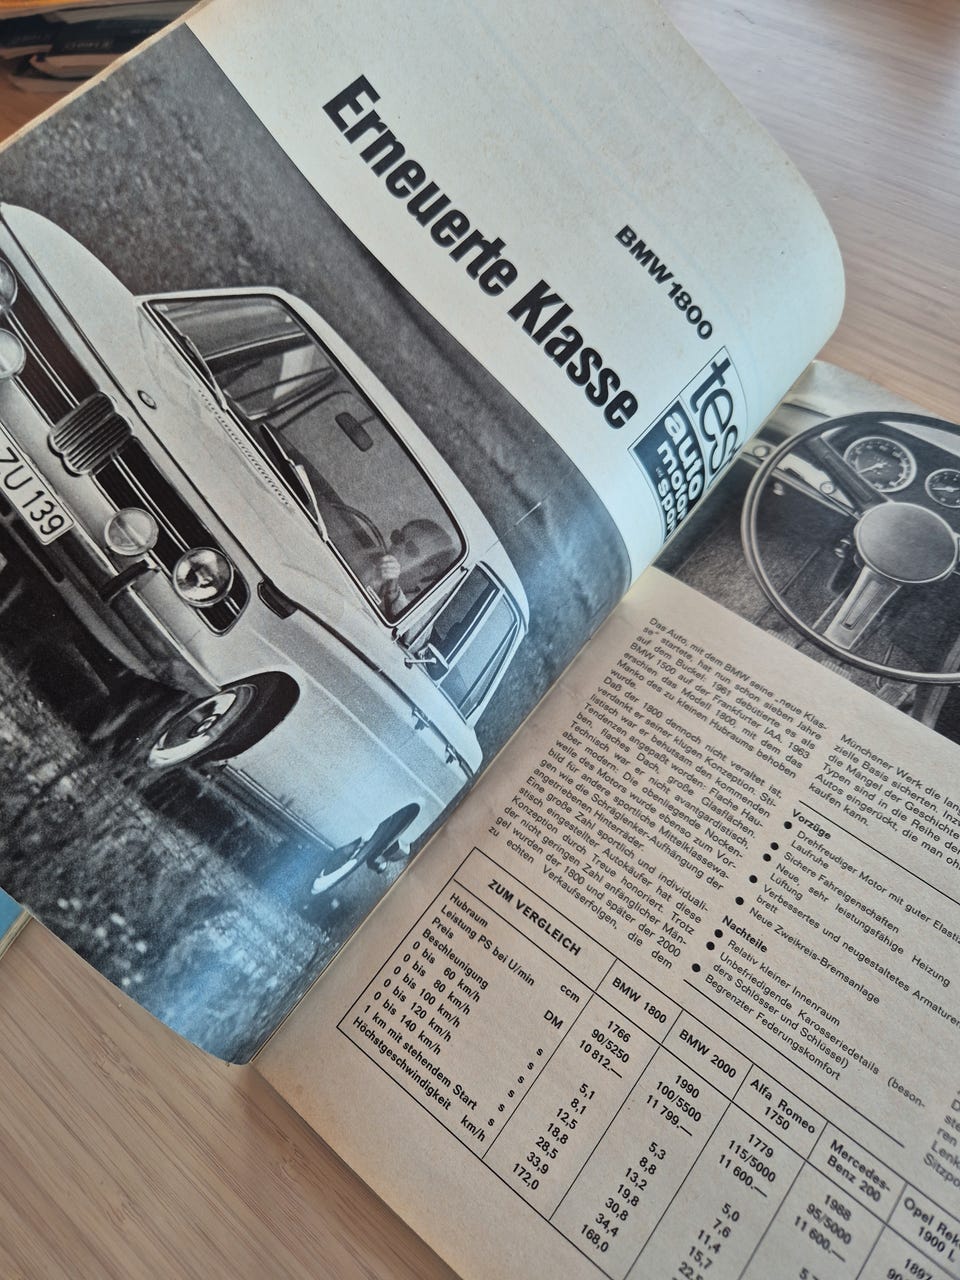 BMW 1800
Erneuerte Klasse
test
auto
motor
und
sport
ZU 139
Das Auto, mit dem BMW seine „neue Klas-
se" startete, hat nun schon sieben Jahre
auf dem Buckel: 1961 debütierte es als
BMW 1500 auf der Frankfurter IAA, 1963
erschien das Modell 1800, mit dem das
Manko des zu kleinen Hubraums behoben
wurde.
Daß der 1800 dennoch nicht veraltet ist,
verdankt er seiner klugen Konzeption. Sti-
listisch war er behutsam den kommenden
Tendenzen angepaßt worden: Flache Hau-
ben, flaches Dach, große Glasflächen.
Technisch war er nicht avantgardistisch,
aber modern: Die obenliegende Nocken-
welle des Motors wurde ebenso zum Vor-
bild für andere sportliche Mittelklassewa-
gen wie die Schräglenker-Aufhängung der
angetriebenen Hinterräder.
Eine große Zahl sportlich und individuali-
stisch eingestellter Autokäufer hat diese
Konzeption durch Treue honoriert. Trotz
der nicht geringen Zahl anfänglicher Män-
gel wurden der 1800 und später der 2000
zu echten Verkaufserfolgen, die dem
Münchener Werk die lang
zielle Basis sicherten. Inzw
die Mängel der Geschichte
Typen sind in die Reihe der
Autos eingerückt, die man oh
kaufen kann.
Vorzüge
● Drehfreudiger Motor mit guter Elastiz
● Laufruhe
● Sichere Fahreigenschaften
● Neue sehr leistungsfähige Heizung
Lüftung
● Verbessertes und neugestaltetes Armaturen
brett
● Neue Zweikreis-Bremsanlage
Nachteile
● Relativ kleiner Innenraum
● Unbefriedigende Karosseriedetails (beson-
ders Schlösser und Schlüssel)
● Begrenzter Federungskomfort
ste
ren
Lenk
Sitzpo
ZUM VERGLEICH BMW 1800 BMW 2000 Alfa Romeo 1750 Mercedes-Benz 200 Opel Reko 1900 L
Hubraum ccm 1766 1990 1779 1988 1897
Leistung PS bei U/min 90/5250 100/5500 115/5000 95/5000
Preis DM 10 812.— 11 799.— 11 600.— 11 600.—
Beschleunigung
0 bis 60 km/h s 5,1 5,3 5,0
0 bis 80 km/h s 8,1 8,8 7,6
0 bis 100 km/h s 12,5 13,2 11,4
0 bis 120 km/h s 18,8 19,8 15,7
0 bis 140 km/h s 28,5 30,8
1 km mit stehendem Start s 33,9 34,4
Höchstgeschwindigkeit km/h 172,0 168,0